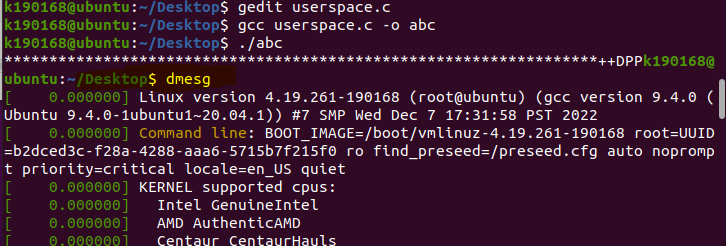 k190168@ubuntu:~/Desktop$ gedit userspace.c
k190168@ubuntu:~/Desktop$ gcc userspace.c -o abc
k190168@ubuntu:~/Desktop$ ./abc
*******************************************************************++DPPk190168@
ubuntu:~/Desktop$ dmesg
[    0.000000] Linux version 4.19.261-190168 (root@ubuntu) (gcc version 9.4.0 (
Ubuntu 9.4.0-1ubuntu1~20.04.1)) #7 SMP Wed Dec 7 17:31:58 PST 2022
[    0.000000] Command line: BOOT_IMAGE=/boot/vmlinuz-4.19.261-190168 root=UUID
=b2dced3c-f28a-4288-aaa6-5715b7f215f0 ro find_preseed=/preseed.cfg auto noprомp
t priority=critical locale=en_US quiet
[    0.000000] KERNEL supported cpus:
[    0.000000]   Intel GenuineIntel
[    0.000000]   AMD AuthenticAMD
[    0.000000]   Centaur CentaurHauls